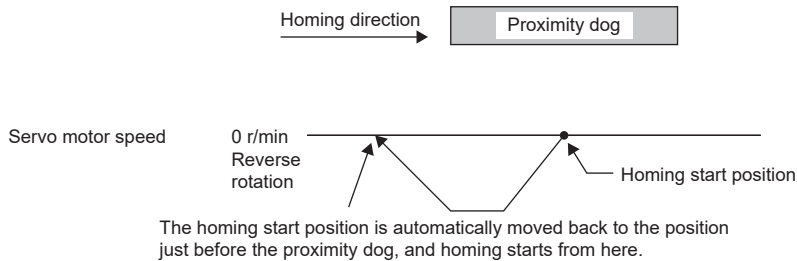 Homing direction
Proximity dog
Servo motor speed
0 r/min
Reverse
rotation
Homing start position
The homing start position is automatically moved back to the position
just before the proximity dog, and homing starts from here.